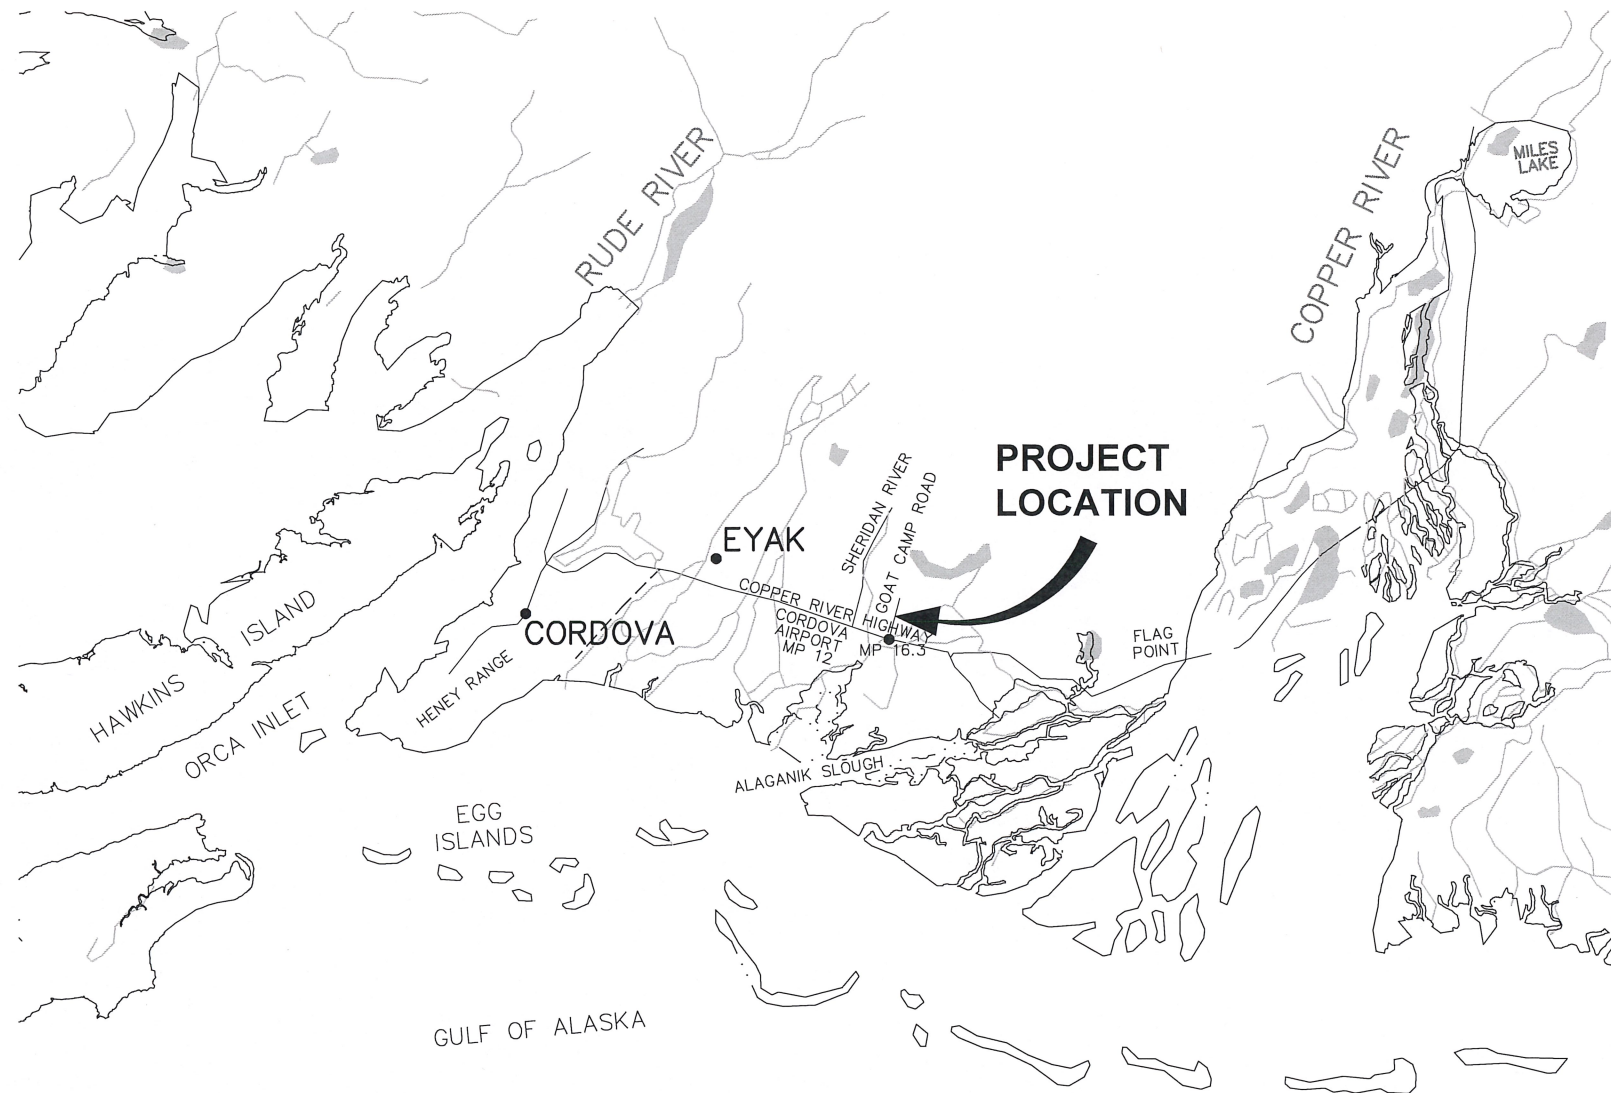 MILES
LAKE
RUDE RIVER
COPPER RIVER
PROJECT
LOCATION
SHERIDAN RIVER
GOAT CAMP ROAD
EYAK
COPPER RIVER HIGHWAY
CORDOVA
AIRPORT
MP 12
MP 16.3
CORDOVA
FLAG
POINT
HAWKINS ISLAND
HENEY RANGE
ORCA INLET
ALAGANIK SLOUGH
EGG
ISLANDS
GULF OF ALASKA